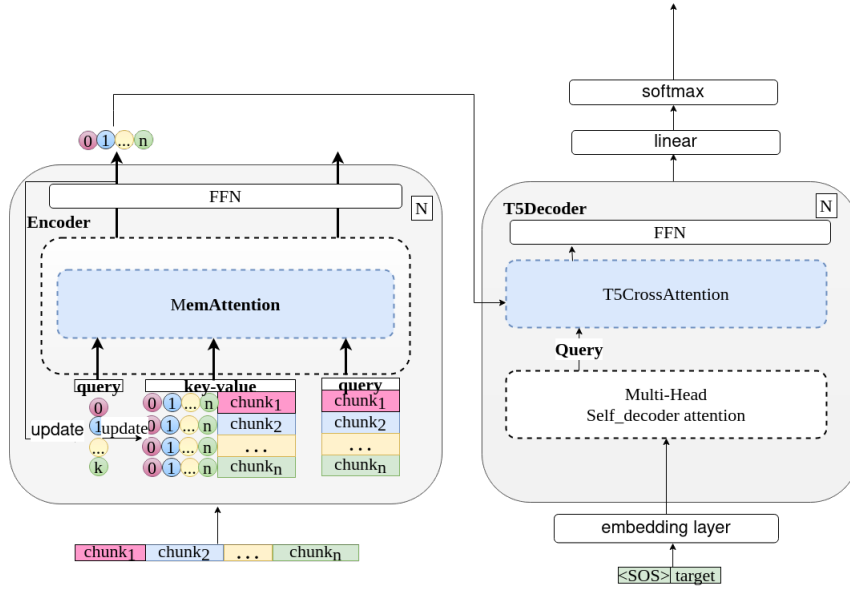 softmax
linear
0 1 ... n
FFN
N
Encoder
MemAttention
query
key-value
query
0
1
...
k
update
update
0 1 ... n chunk1
0 1 ... n chunk2
0 1 ... n ...
0 1 ... n chunkn
chunk1
chunk2
...
chunkn
chunk1 chunk2 ... chunkn
T5Decoder
N
FFN
T5CrossAttention
Query
Multi-Head
Self_decoder attention
embedding layer
<SOS> target